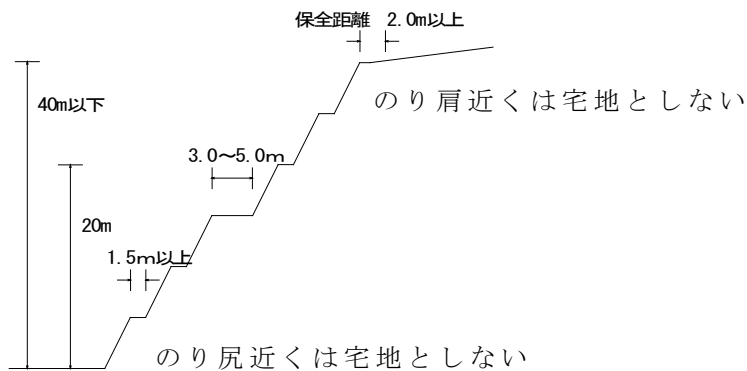 保全距離 2.0m以上
40m以下
のり肩近くは宅地としない
3.0～5.0m
20m
1.5m以上
のり尻近くは宅地としない